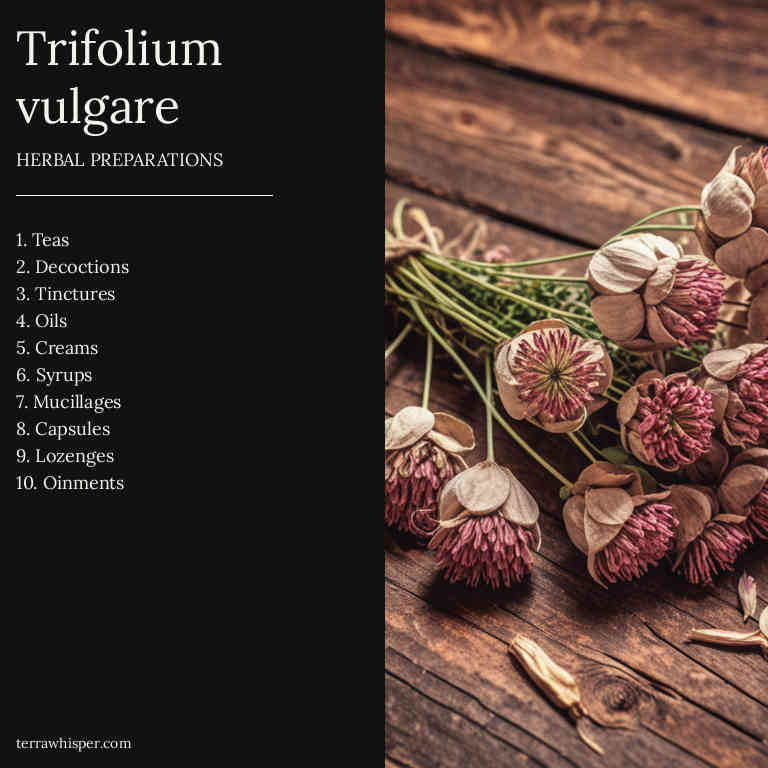 Trifolium
vulgare
HERBAL PREPARATIONS
1. Teas
2. Decoctions
3. Tinctures
4. Oils
5. Creams
6. Syrups
7. Mucillages
8. Capsules
9. Lozenges
10. Oinments
terrawhisper.com